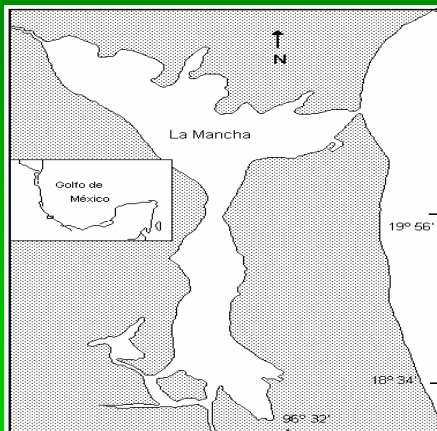 N
La Mancha
Golfo de
México
19° 56'
18° 34'
96° 32'